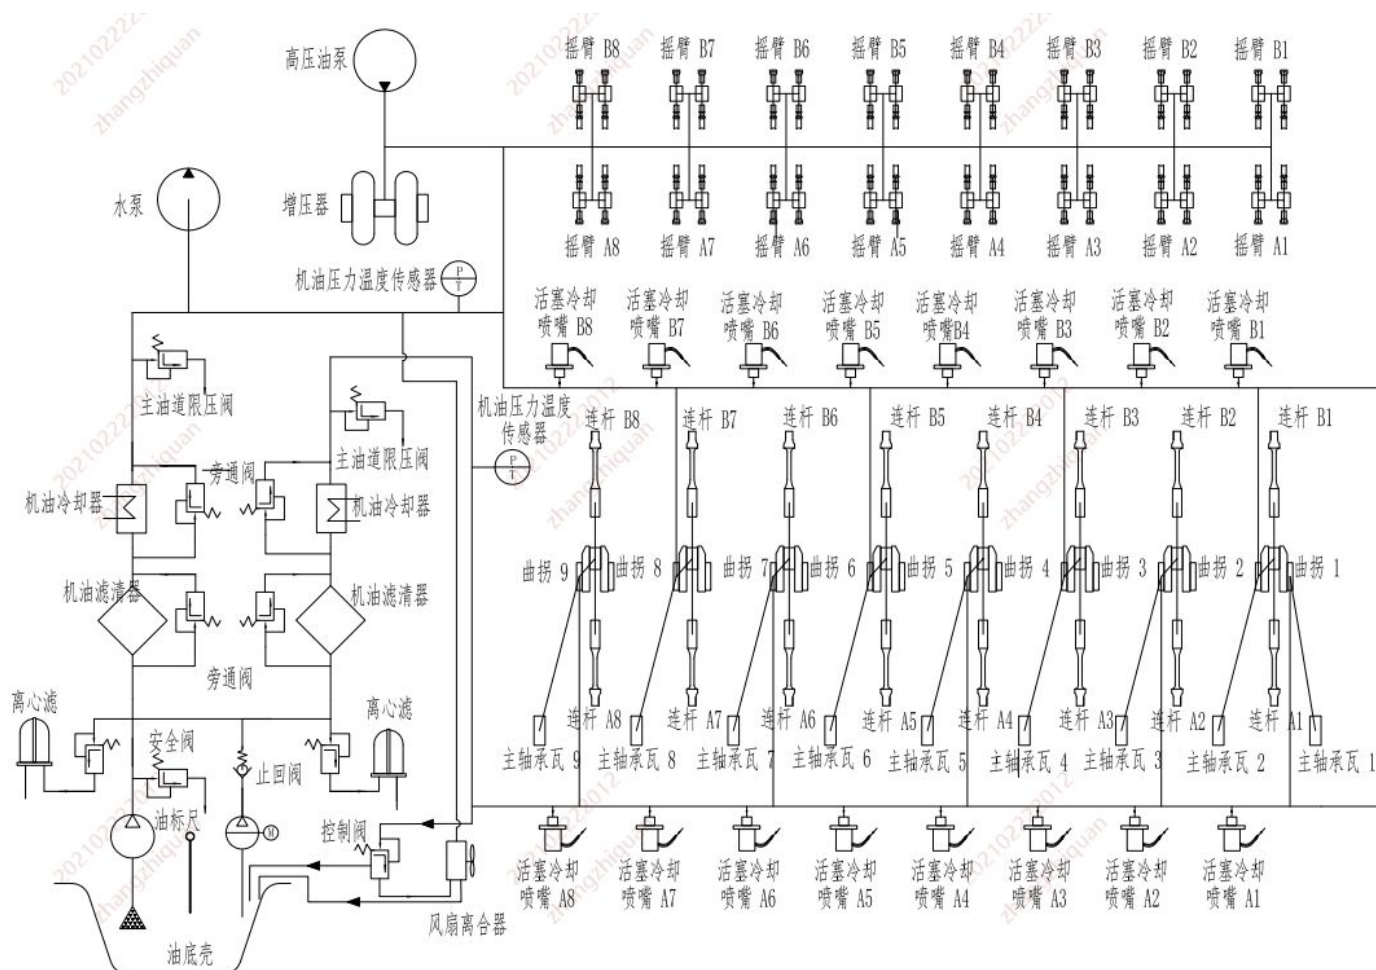 高压油泵
摇臂 B8
摇臂 B7
摇臂 B6
摇臂 B5
摇臂 B4
摇臂 B3
摇臂 B2
摇臂 B1
水泵
增压器
摇臂 A8
摇臂 A7
摇臂 A6
摇臂 A5
摇臂 A4
摇臂 A3
摇臂 A2
摇臂 A1
机油压力温度传感器
P
T
活塞冷却
喷嘴 B8
活塞冷却
喷嘴 B7
活塞冷却
喷嘴 B6
活塞冷却
喷嘴 B5
活塞冷却
喷嘴B4
活塞冷却
喷嘴 B3
活塞冷却
喷嘴 B2
活塞冷却
喷嘴 B1
主油道限压阀
机油压力温度
传感器
P
T
连杆 B8
连杆 B7
连杆 B6
连杆 B5
连杆 B4
连杆 B3
连杆 B2
连杆 B1
主油道限压阀
旁通阀
机油冷却器
机油冷却器
曲拐 9
曲拐 8
曲拐 7
曲拐 6
曲拐 5
曲拐 4
曲拐 3
曲拐 2
曲拐 1
机油滤清器
机油滤清器
旁通阀
离心滤
离心滤
连杆 A8
连杆 A7
连杆 A6
连杆 A5
连杆 A4
连杆 A3
连杆 A2
连杆 A1
主轴承瓦 9
主轴承瓦 8
主轴承瓦 7
主轴承瓦 6
主轴承瓦 5
主轴承瓦 4
主轴承瓦 3
主轴承瓦 2
主轴承瓦 1
安全阀
止回阀
油标尺
M
控制阀
活塞冷却
喷嘴 A8
活塞冷却
喷嘴 A7
活塞冷却
喷嘴 A6
活塞冷却
喷嘴 A5
活塞冷却
喷嘴 A4
活塞冷却
喷嘴 A3
活塞冷却
喷嘴 A2
活塞冷却
喷嘴 A1
风扇离合器
油底壳
202102222012
zhangzhiquan